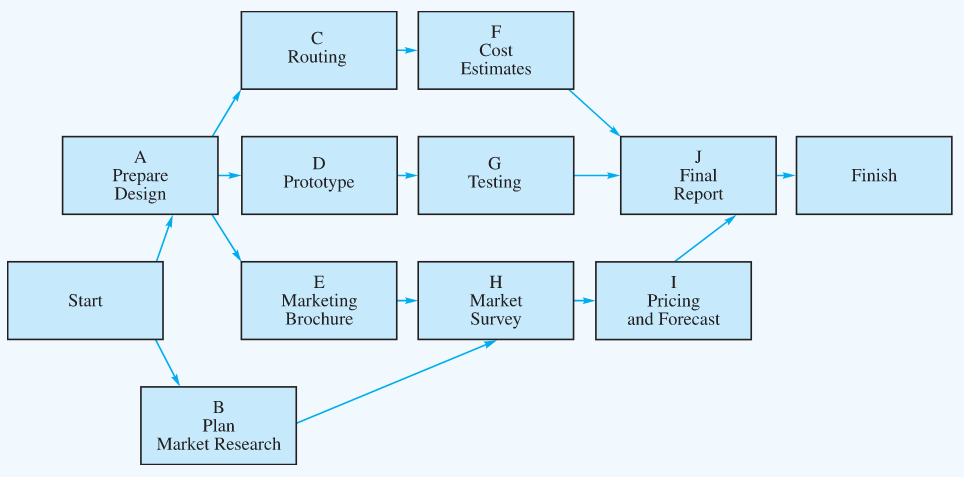 C
Routing
F
Cost
Estimates
A
Prepare
Design
D
Prototype
G
Testing
J
Final
Report
Finish
Start
E
Marketing
Brochure
H
Market
Survey
I
Pricing
and Forecast
B
Plan
Market Research